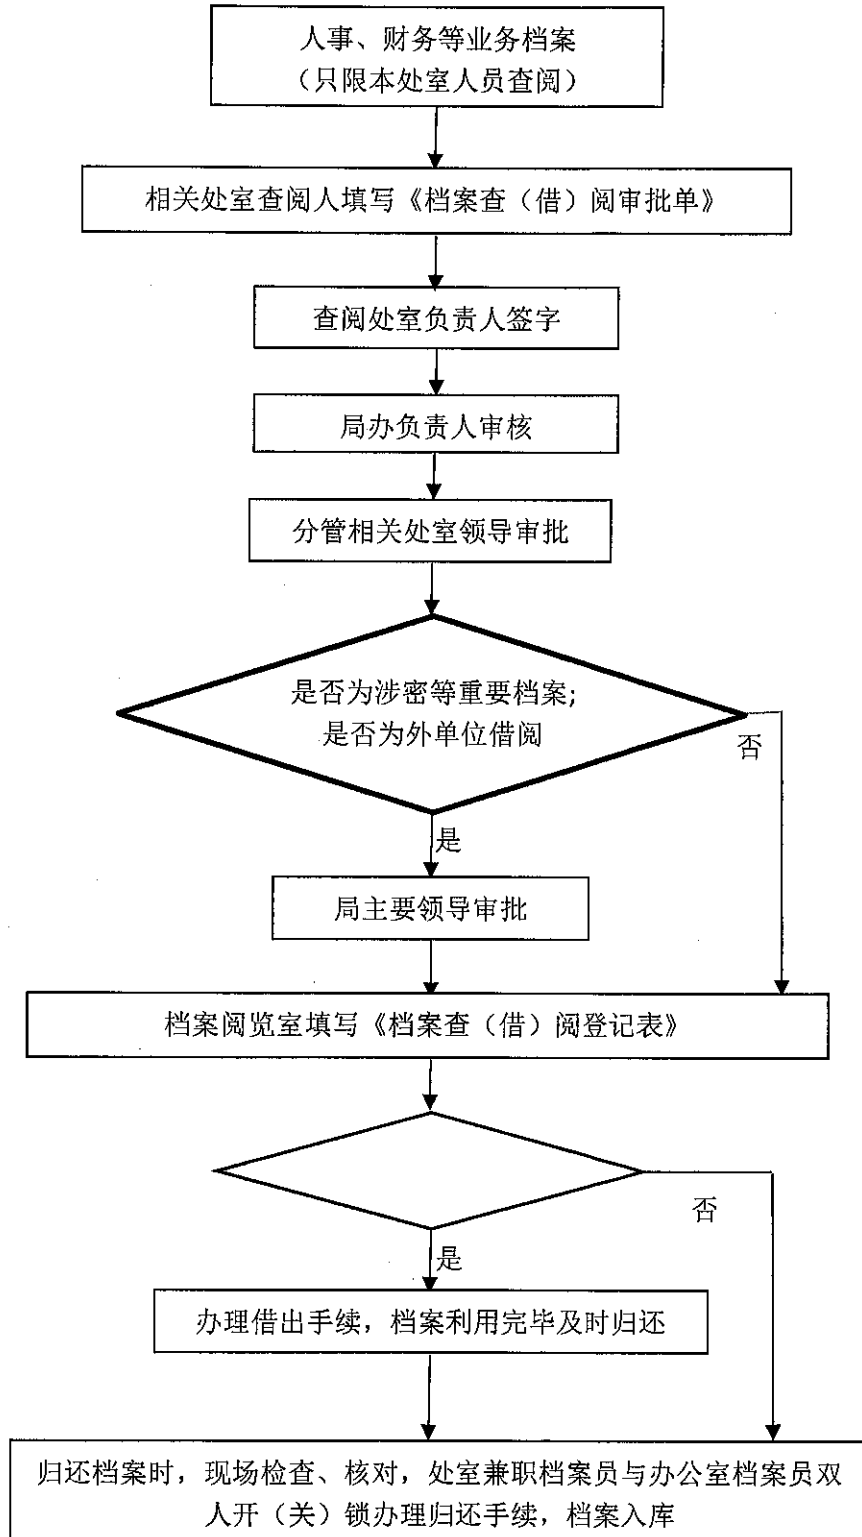 人事、财务等业务档案
（只限本处室人员查阅）
相关处室查阅人填写《档案查（借）阅审批单》
查阅处室负责人签字
局办负责人审核
分管相关处室领导审批
是否为涉密等重要档案;
是否为外单位借阅
否
是
局主要领导审批
档案阅览室填写《档案查（借）阅登记表》
否
是
办理借出手续，档案利用完毕及时归还
归还档案时，现场检查、核对，处室兼职档案员与办公室档案员双
人开（关）锁办理归还手续，档案入库